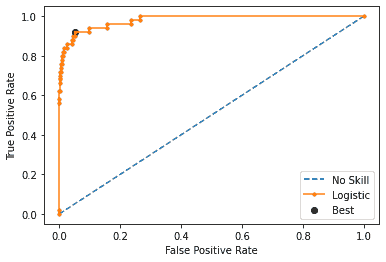 1.0
0.8
0.6
0.4
0.2
0.0
True Positive Rate
0.0 0.2 0.4 0.6 0.8 1.0
False Positive Rate
No Skill
Logistic
Best